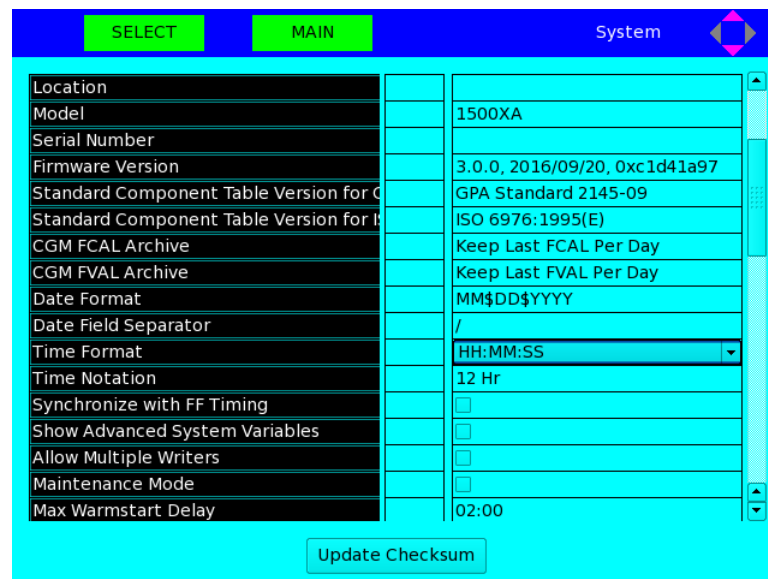 SELECT MAIN System
Location
Model 1500XA
Serial Number
Firmware Version 3.0.0, 2016/09/20, 0xc1d41a97
Standard Component Table Version for GPA Standard 2145-09
Standard Component Table Version for ISO 6976:1995(E)
CGM FCAL Archive Keep Last FCAL Per Day
CGM FVAL Archive Keep Last FVAL Per Day
Date Format MM$DD$YYYY
Date Field Separator /
Time Format HH:MM:SS
Time Notation 12 Hr
Synchronize with FF Timing
Show Advanced System Variables
Allow Multiple Writers
Maintenance Mode
Max Warmstart Delay 02:00
Update Checksum